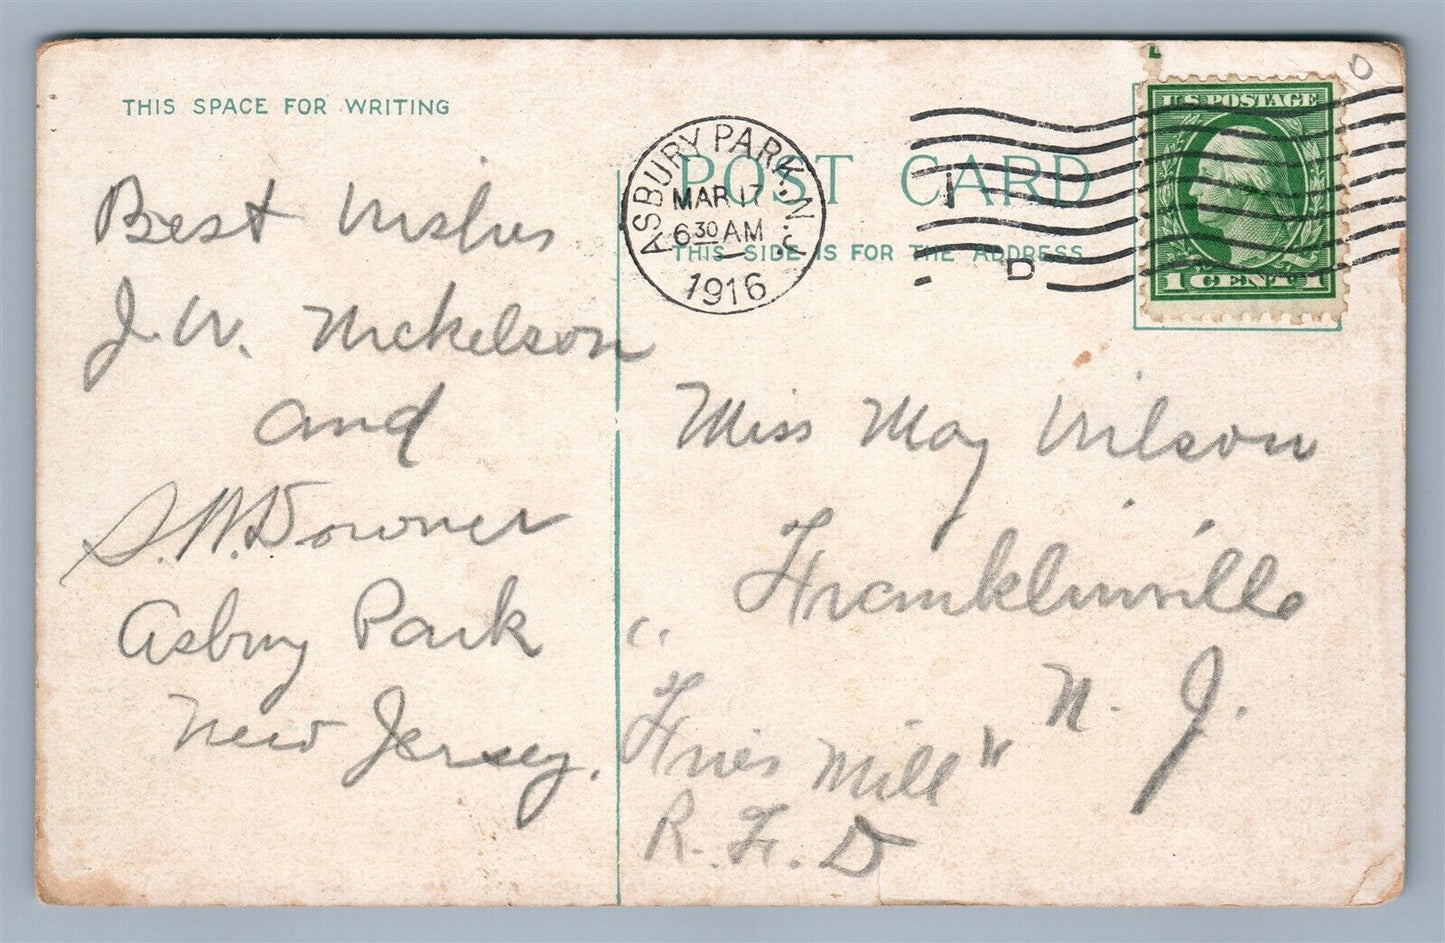 THIS SPACE FOR WRITING
Best Wishes
J. W. Nickelson
and
S. W. Downer
Asbury Park
New Jersey.
POST CARD
THIS SIDE IS FOR THE ADDRESS
ASBURY PARK, N.J.
MAR 17
6 30 AM
1916
1
D
U.S. POSTAGE
1 CENT 1
Miss May Wilson
Franklinville
N. J.
"Fries Mill"
R. F. D